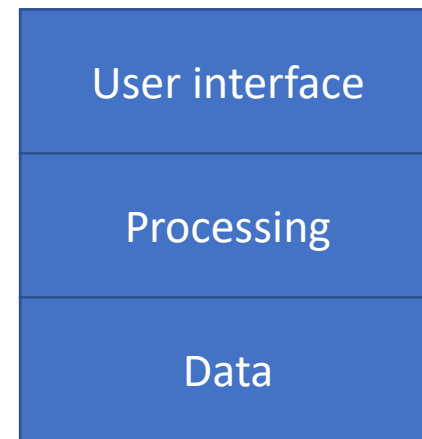 User interface
Processing
Data